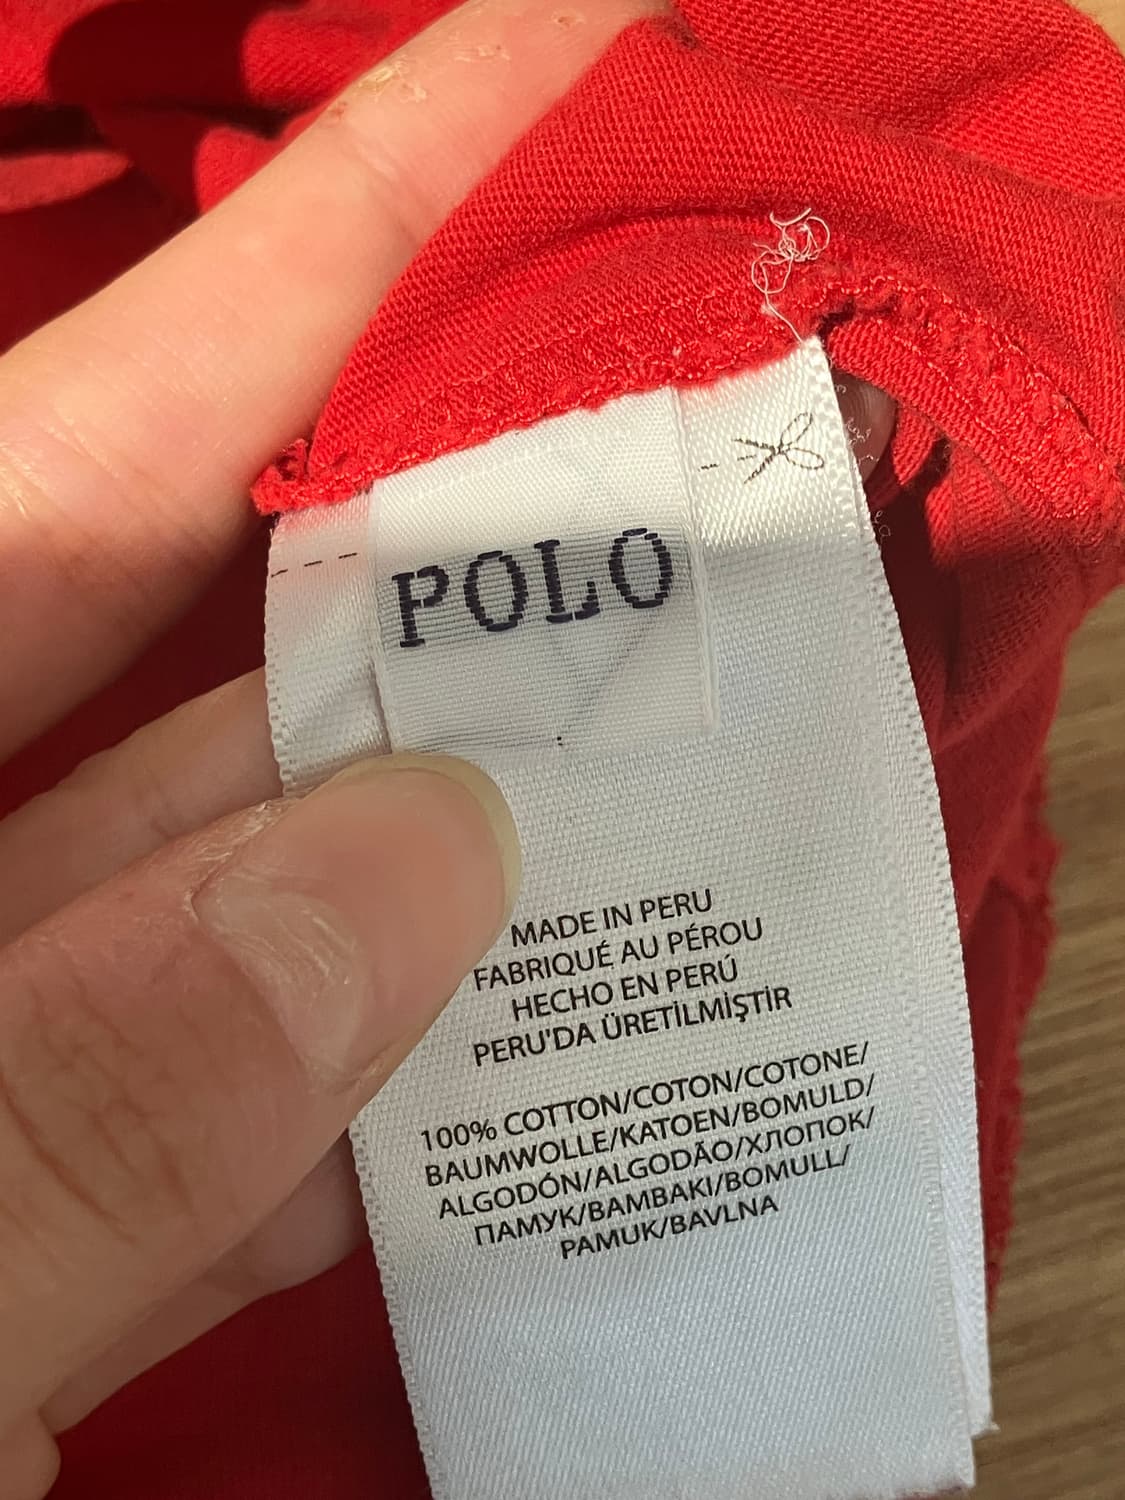 POLO
MADE IN PERU
FABRIQUÉ AU PÉROU
HECHO EN PERÚ
PERU'DA ÜRETİLMİŞTİR
100% COTTON/COTON/COTONE/
BAUMWOLLE/KATOEN/BOMULD/
ALGODÓN/ALGODÃO/ХЛОПОК/
ПАМУК/ΒΑΜΒΑΚΙ/BOMULL/
PAMUK/BAVLNA